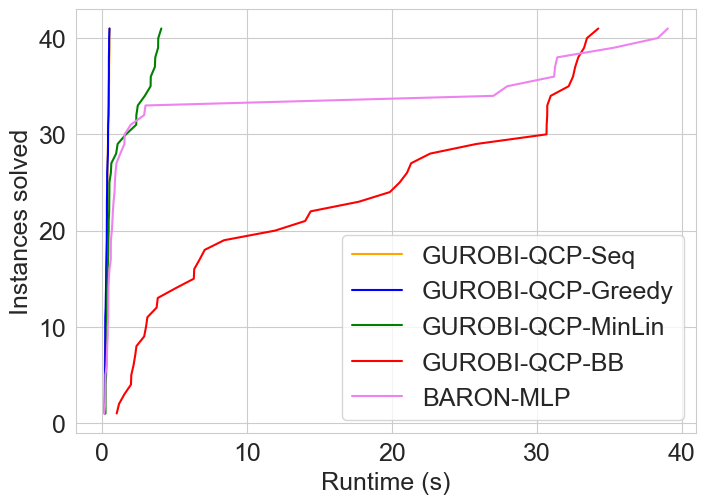 40
30
20
10
0
Instances solved
GUROBI-QCP-Seq
GUROBI-QCP-Greedy
GUROBI-QCP-MinLin
GUROBI-QCP-BB
BARON-MLP
0 10 20 30 40
Runtime (s)